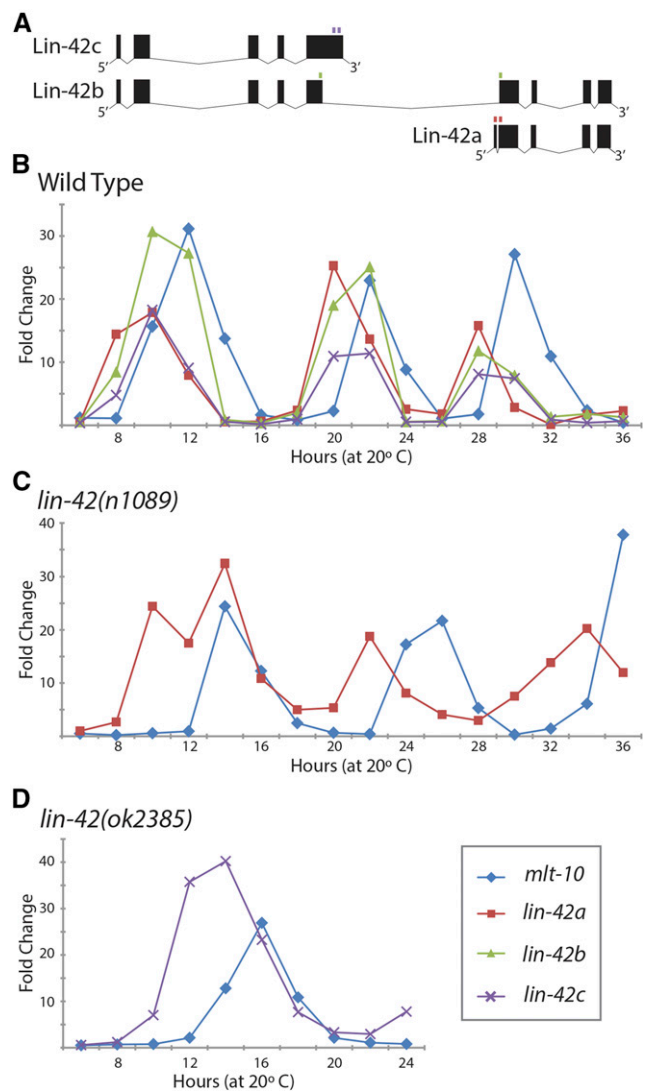 A
Lin-42c
5’ 3’
Lin-42b
5’ 3’
Lin-42a
5’ 3’
B Wild Type
Fold Change
30
20
10
8 12 16 20 24 28 32 36
Hours (at 20º C)
C lin-42(n1089)
Fold Change
40
30
20
10
8 12 16 20 24 28 32 36
Hours (at 20º C)
D lin-42(ok2385)
Fold Change
40
30
20
10
8 12 16 20 24
Hours (at 20º C)
mlt-10
lin-42a
lin-42b
lin-42c